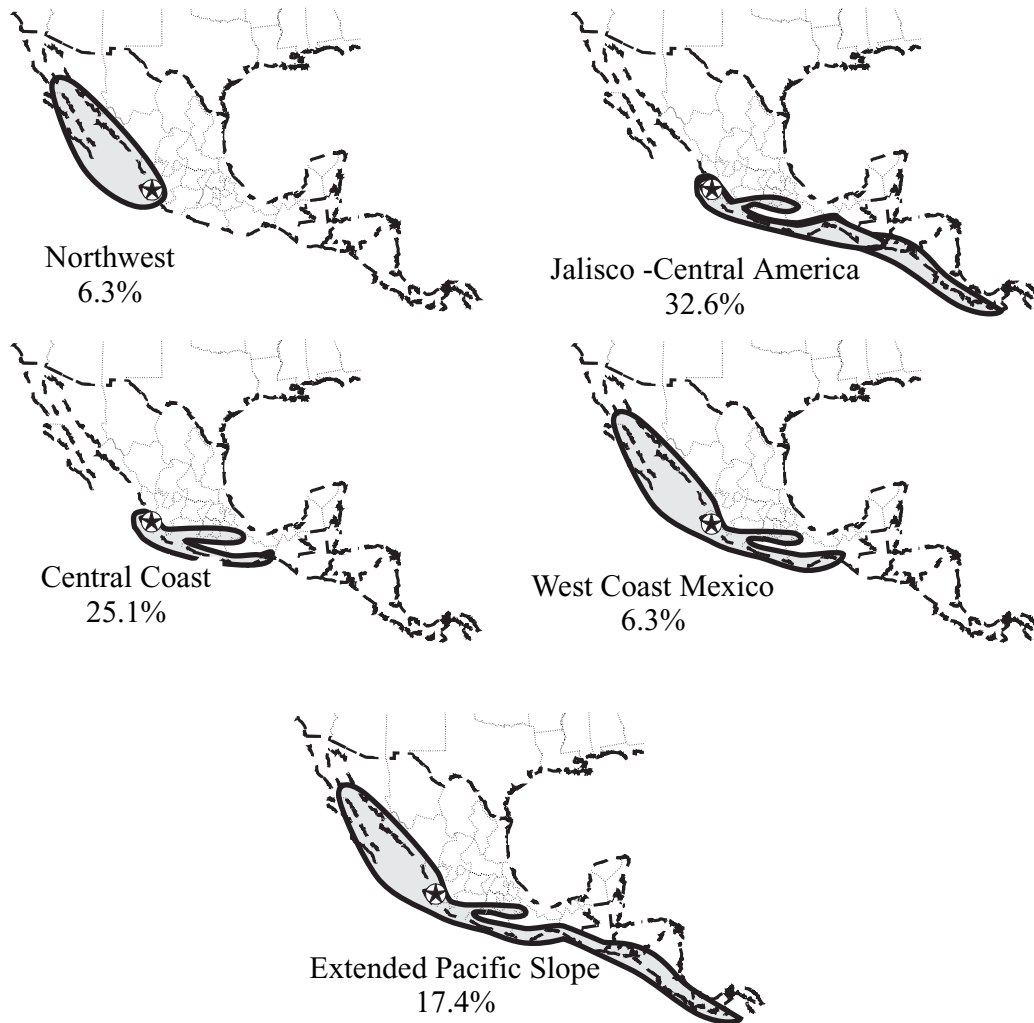 Northwest
6.3%
Jalisco -Central America
32.6%
Central Coast
25.1%
West Coast Mexico
6.3%
Extended Pacific Slope
17.4%